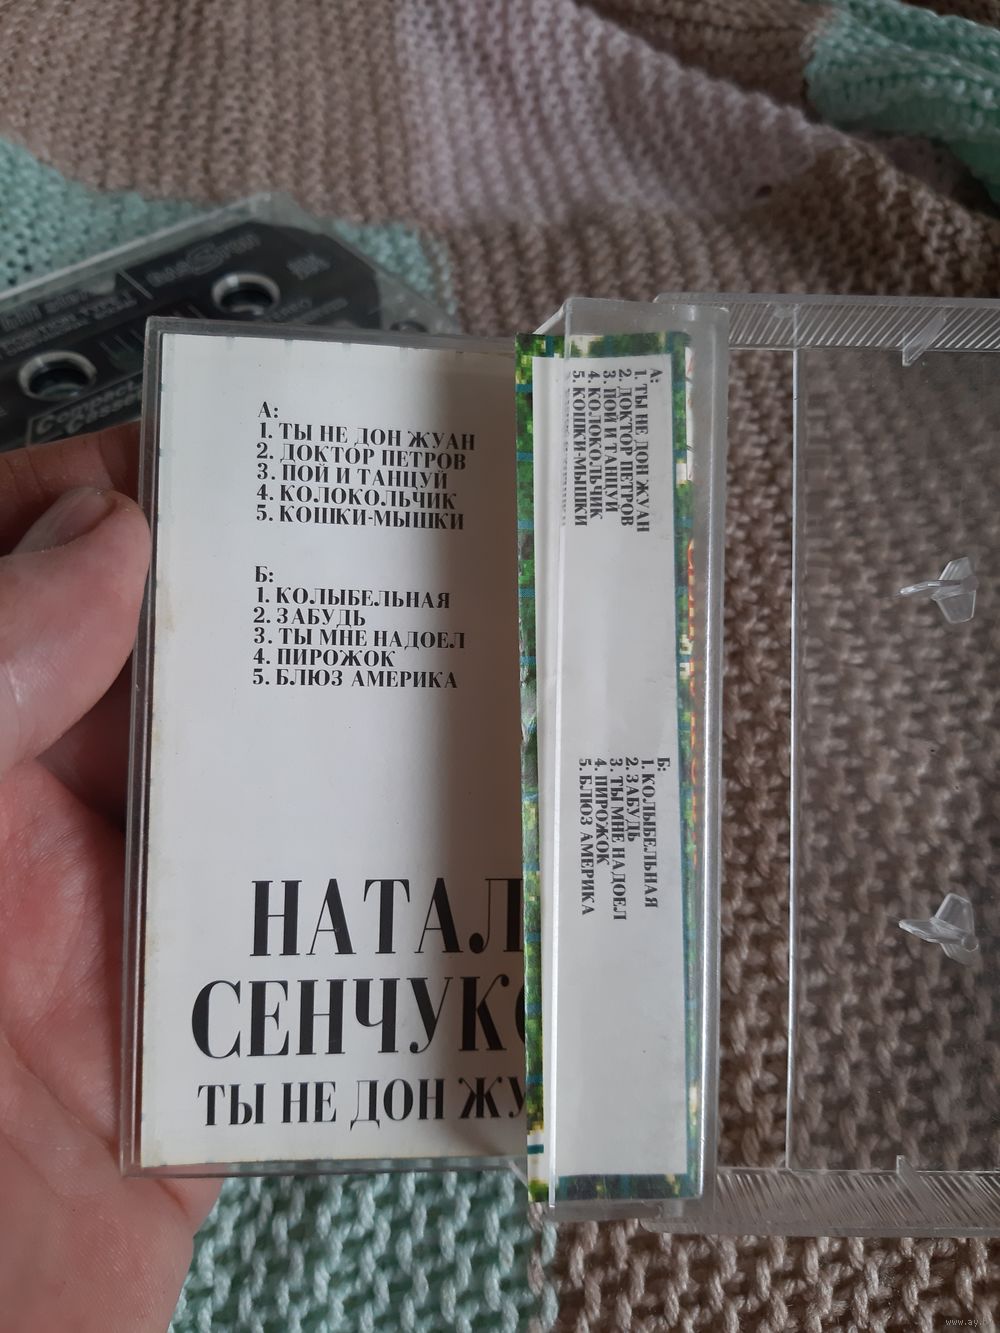 А:
1. ТЫ НЕ ДОН ЖУАН
2. ДОКТОР ПЕТРОВ
3. ПОЙ И ТАНЦУЙ
4. КОЛОКОЛЬЧИК
5. КОШКИ-МЫШКИ
Б:
1. КОЛЫБЕЛЬНАЯ
2. ЗАБУДЬ
3. ТЫ МНЕ НАДОЕЛ
4. ПИРОЖОК
5. БЛЮЗ АМЕРИКА
НАТАЛ
СЕНЧУКО
ТЫ НЕ ДОН ЖУ
А:
1. ТЫ НЕ ДОН ЖУАН
2. ДОКТОР ПЕТРОВ
3. ПОЙ И ТАНЦУЙ
4. КОЛОКОЛЬЧИК
5. КОШКИ-МЫШКИ
Б:
1. КОЛЫБЕЛЬНАЯ
2. ЗАБУДЬ
3. ТЫ МНЕ НАДОЕЛ
4. ПИРОЖОК
5. БЛЮЗ АМЕРИКА
Compact
Cassette